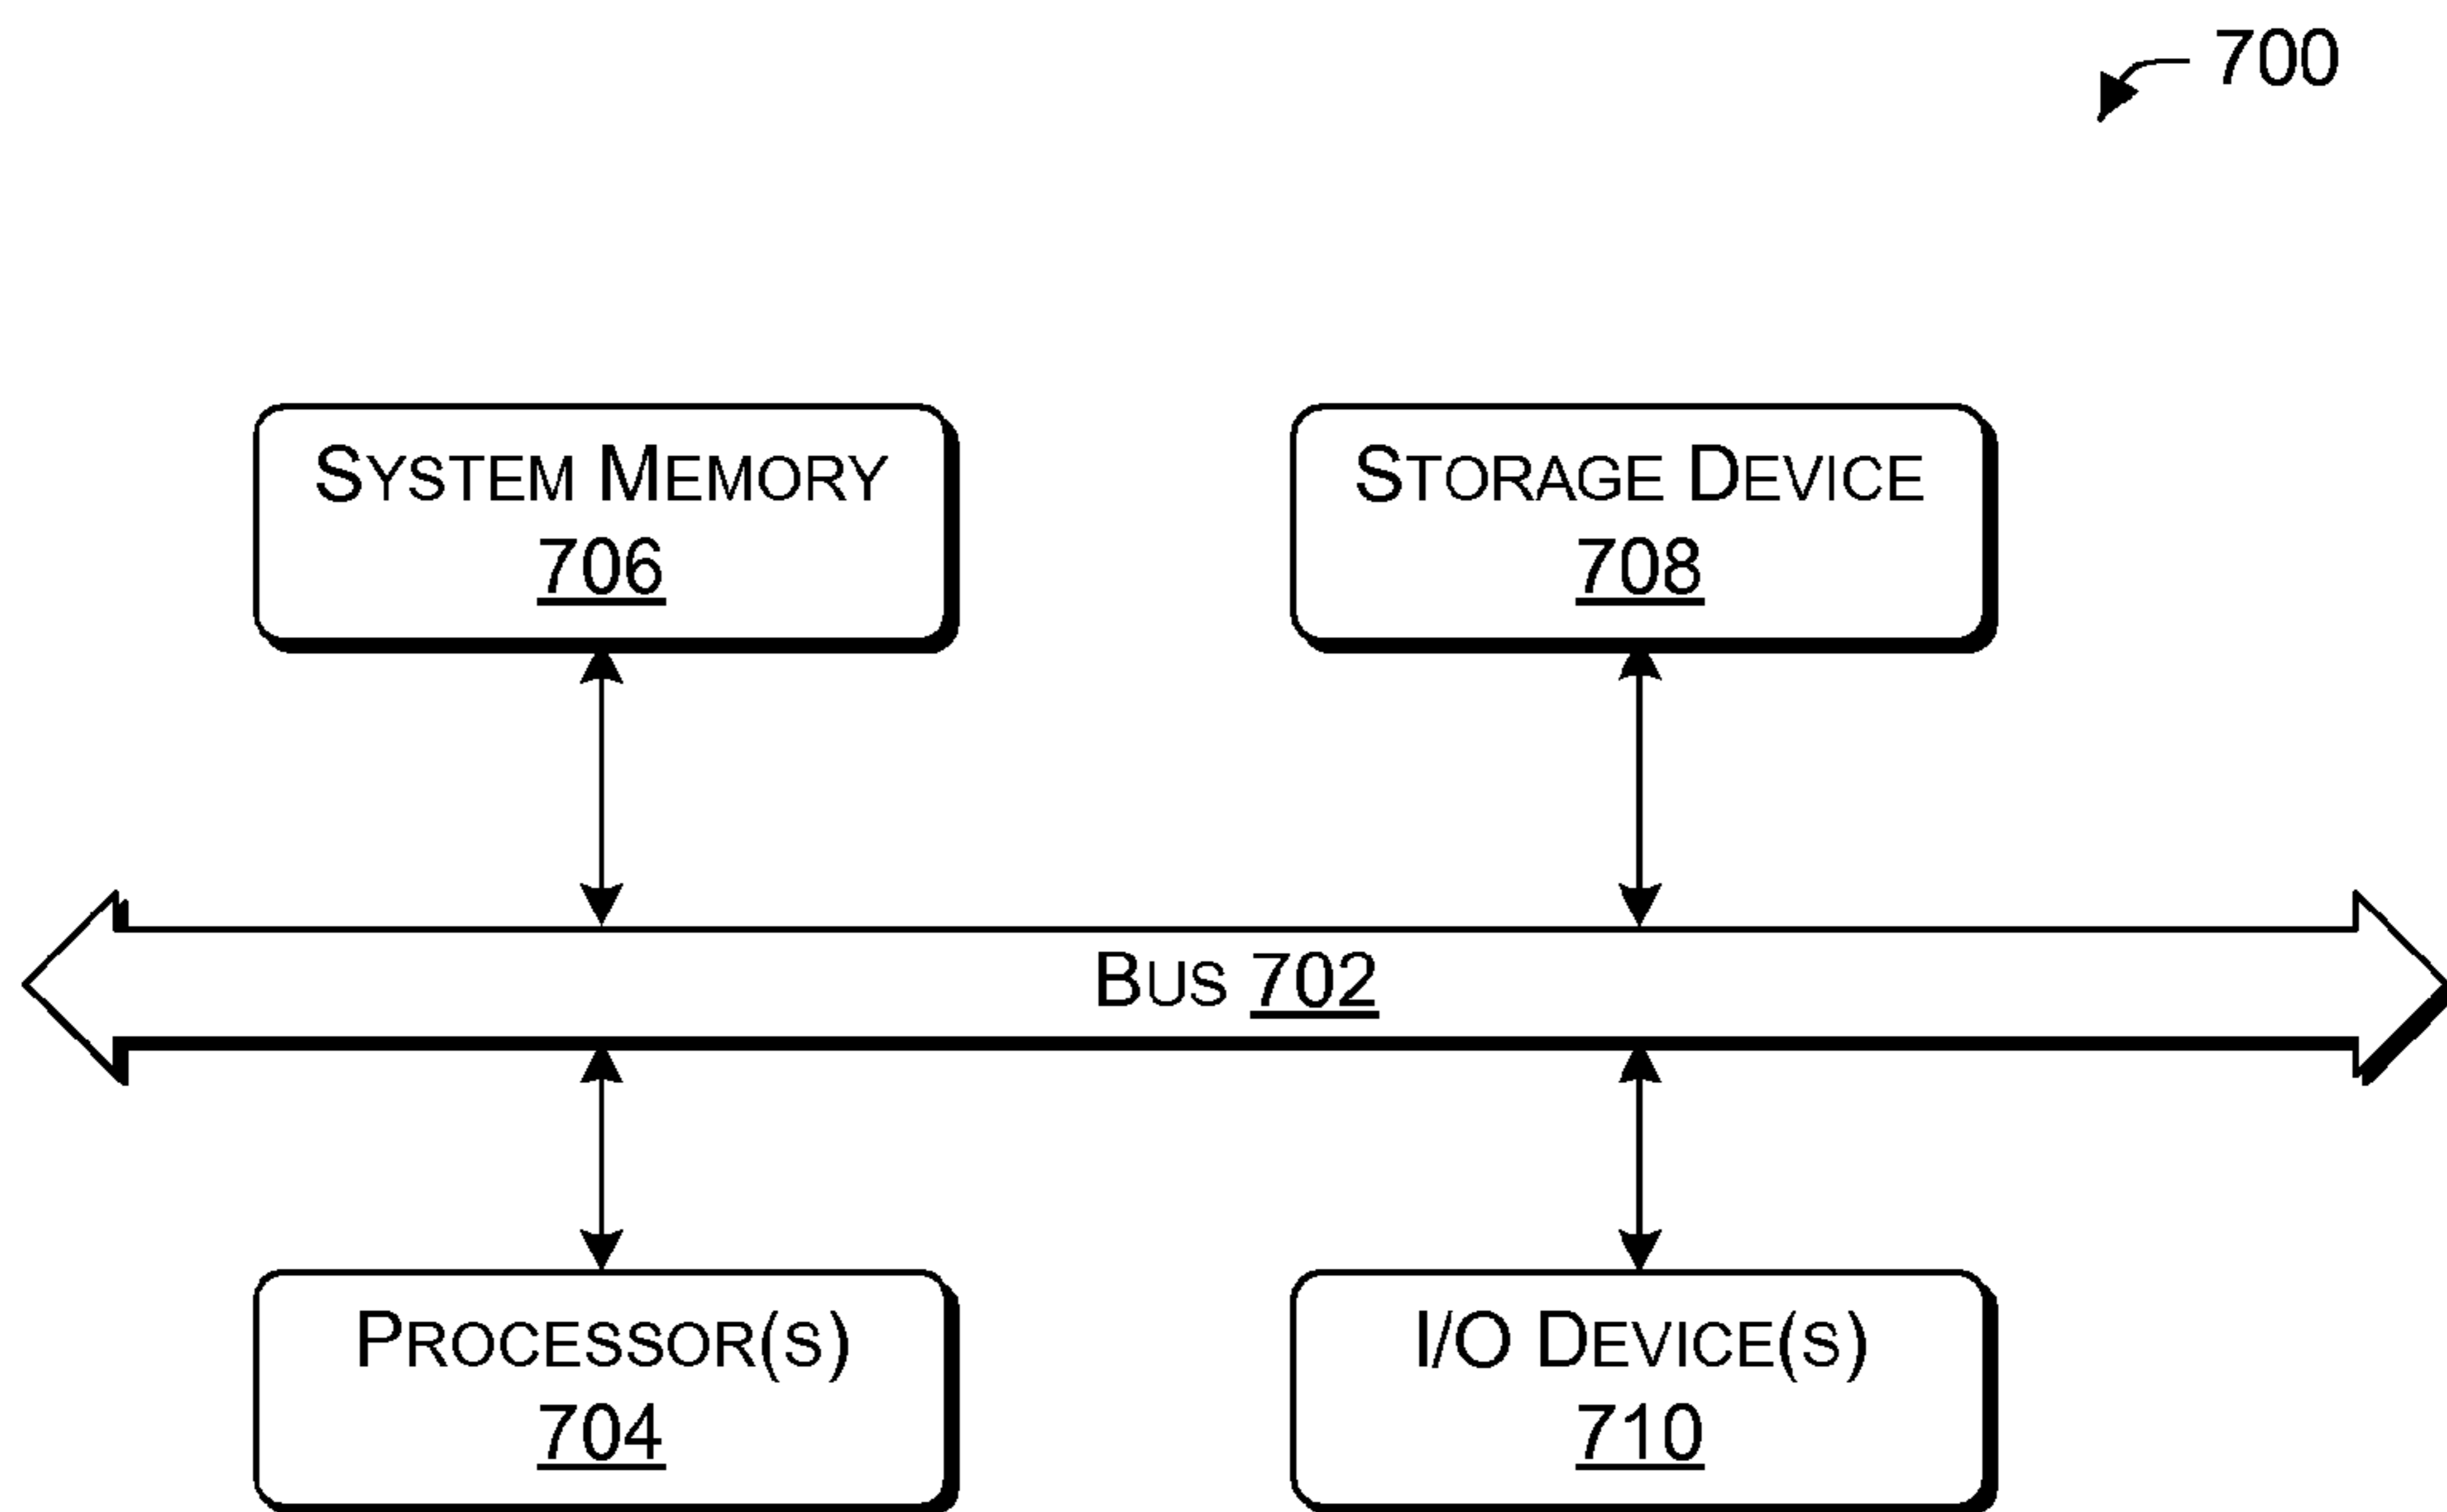 700
SYSTEM MEMORY
706
STORAGE DEVICE
708
BUS 702
PROCESSOR(S)
704
I/O DEVICE(S)
710